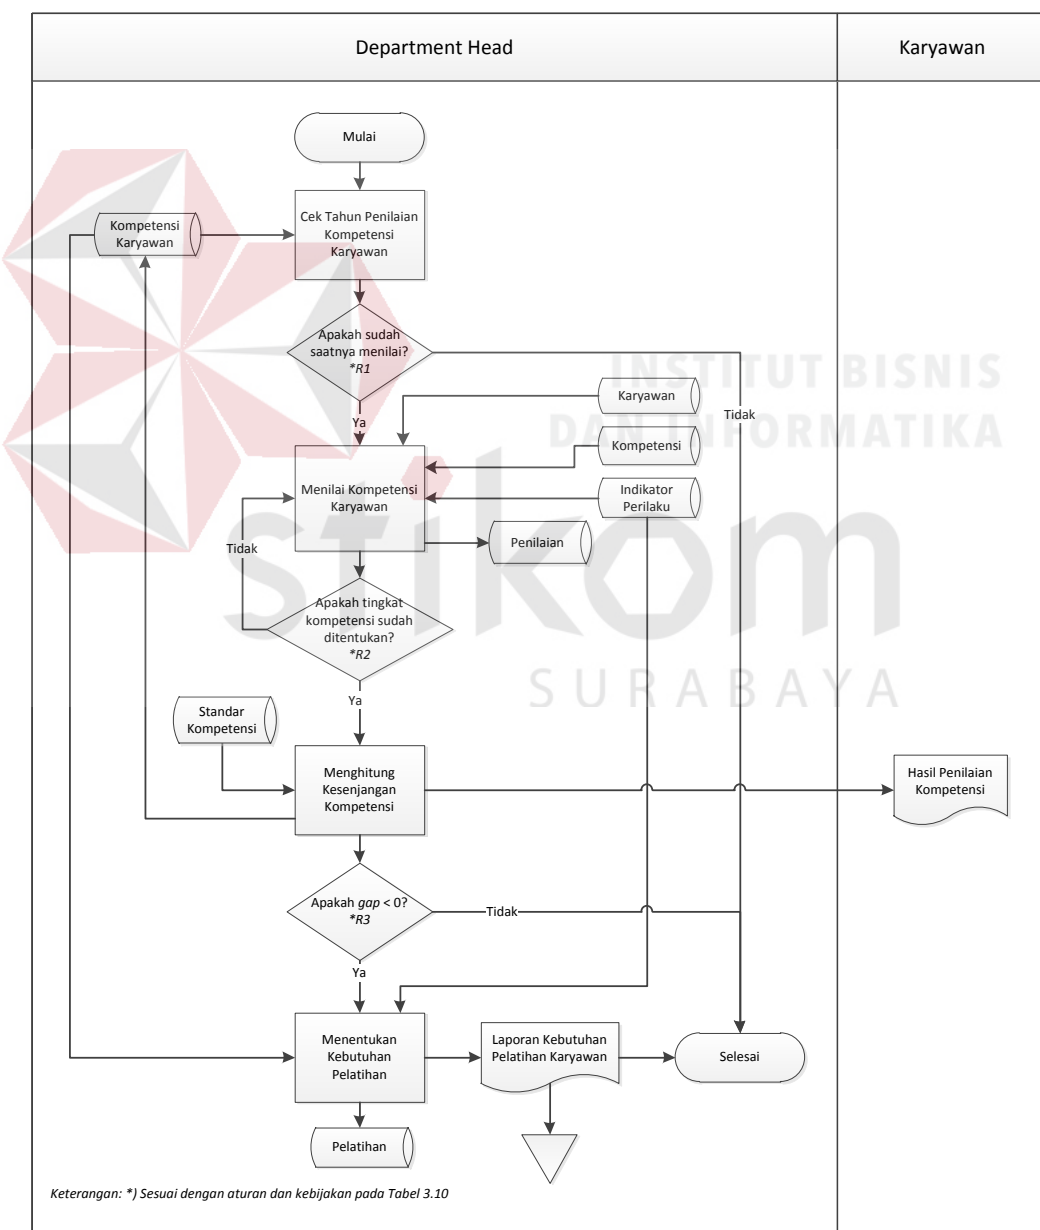 Department Head
Karyawan
Mulai
Kompetensi
Karyawan
Cek Tahun Penilaian
Kompetensi
Karyawan
Apakah sudah
saatnya menilai?
*R1
INSTITUT BISNIS
DAN INFORMATIKA
Karyawan
Tidak
Ya
Kompetensi
Menilai Kompetensi
Karyawan
Indikator
Perilaku
Penilaian
Tidak
stikom
Apakah tingkat
kompetensi sudah
ditentukan?
*R2
SURABAYA
Ya
Standar
Kompetensi
Menghitung
Kesenjangan
Kompetensi
Hasil Penilaian
Kompetensi
Apakah gap < 0?
*R3
Tidak
Ya
Menentukan
Kebutuhan
Pelatihan
Laporan Kebutuhan
Pelatihan Karyawan
Selesai
Pelatihan
Keterangan: *) Sesuai dengan aturan dan kebijakan pada Tabel 3.10